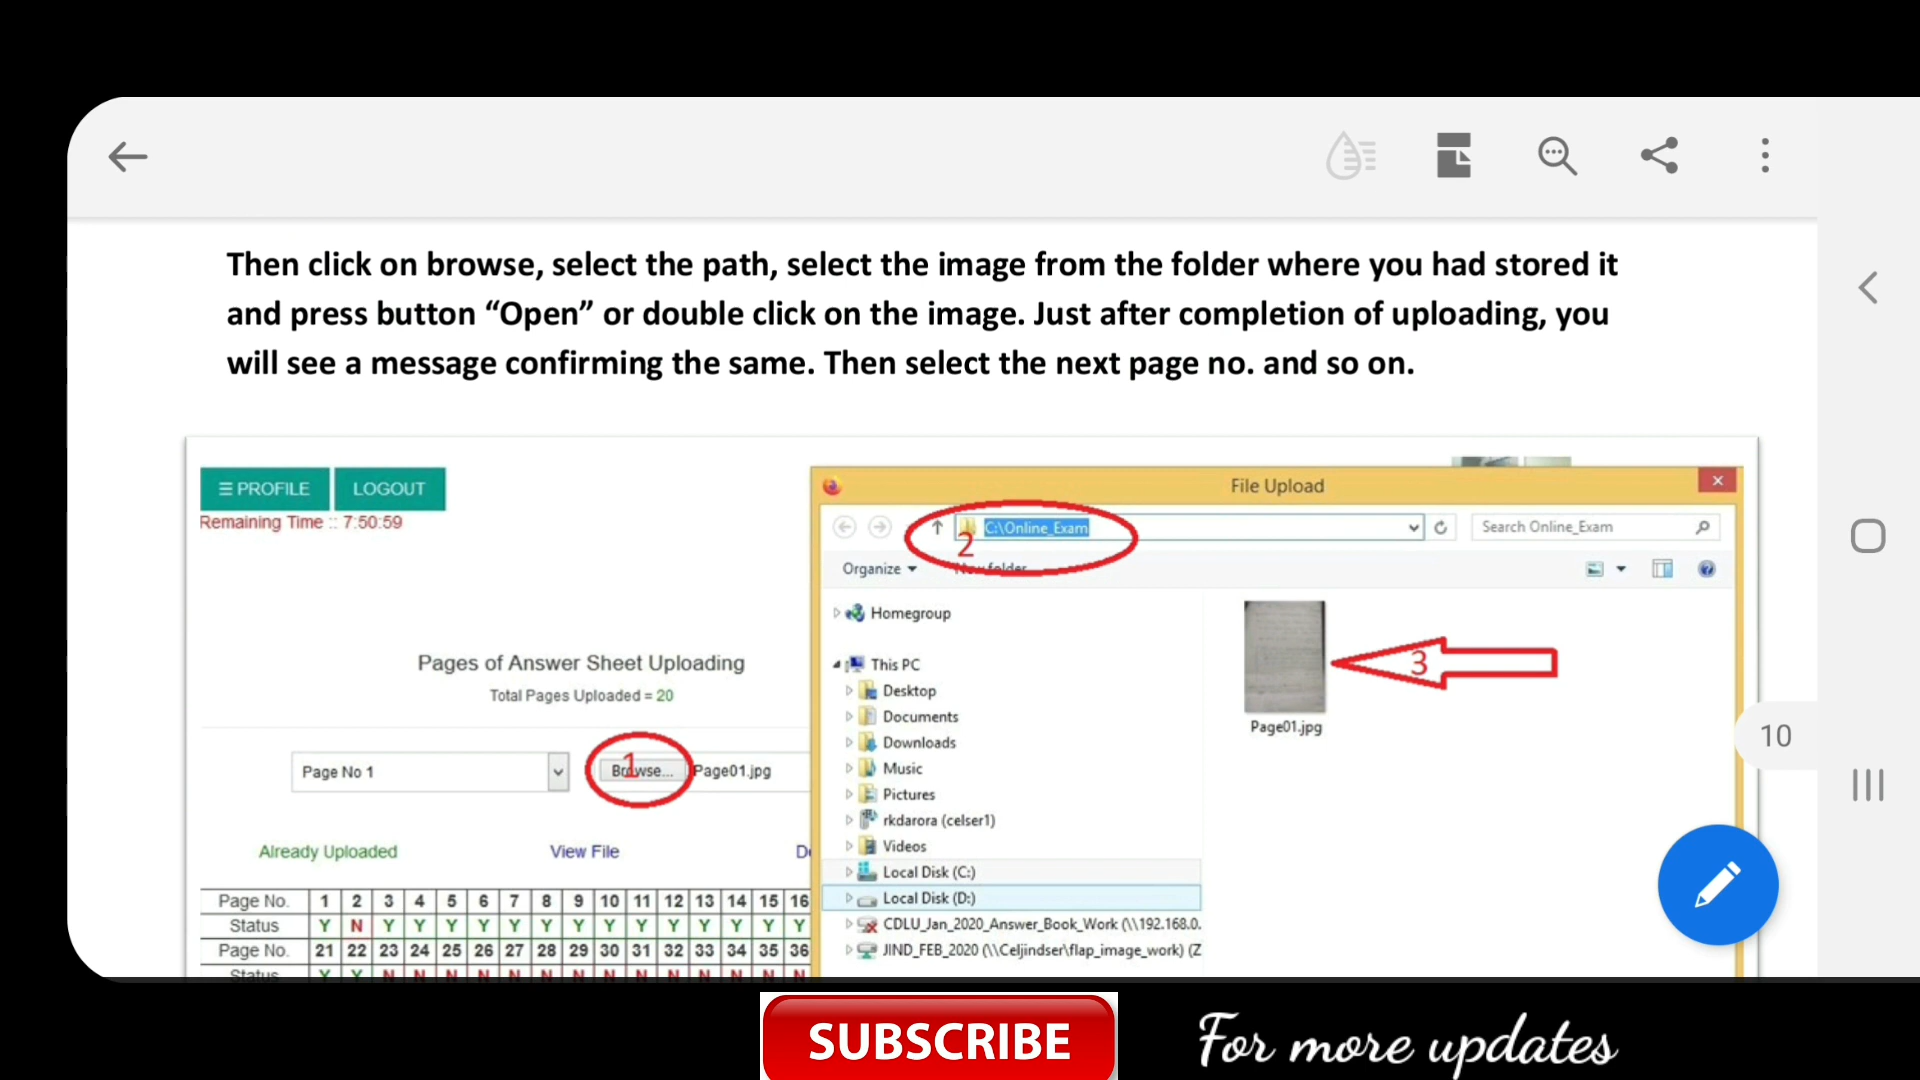 Then click on browse, select the path, select the image from the folder where you had stored it
and press button “Open” or double click on the image. Just after completion of uploading, you
will see a message confirming the same. Then select the next page no. and so on.
PROFILE
LOGOUT
Remaining Time :: 7:50:59
Pages of Answer Sheet Uploading
Total Pages Uploaded = 20
Page No 1
1
Browse...
Page01.jpg
Already Uploaded
View File
Page No. 1 2 3 4 5 6 7 8 9 10 11 12 13 14 15 16
Status Y N Y Y Y Y Y Y Y Y Y Y Y Y Y Y
Page No. 21 22 23 24 25 26 27 28 29 30 31 32 33 34 35 36
Status Y Y N N N N N N N N N N N N N N
File Upload
C:\Online_Exam
2
Search Online_Exam
Organize
New folder
Homegroup
This PC
Desktop
Documents
Downloads
Music
Pictures
rkdarora (celser1)
Videos
Local Disk (C:)
Local Disk (D:)
CDLU_Jan_2020_Answer_Book_Work (\\192.168.0.
JIND_FEB_2020 (\\Celjindser\flap_image_work) (Z
3
Page01.jpg
10
SUBSCRIBE
For more updates